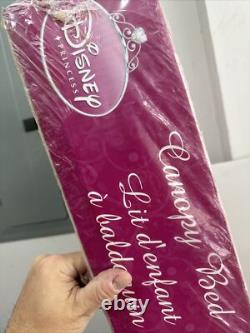 DISNEY
PRINCESS
Canopy Bed
Lit d'enfant
à baldaquin